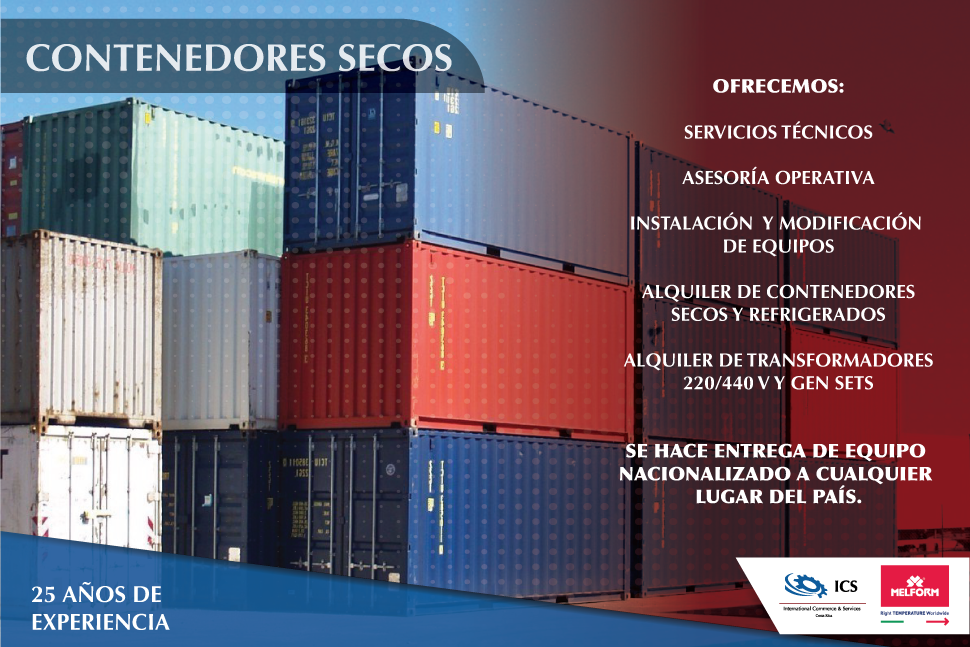 CONTENEDORES SECOS
OFRECEMOS:
SERVICIOS TÉCNICOS
ASESORÍA OPERATIVA
INSTALACIÓN Y MODIFICACIÓN
DE EQUIPOS
ALQUILER DE CONTENEDORES
SECOS Y REFRIGERADOS
ALQUILER DE TRANSFORMADORES
220/440 V Y GEN SETS
SE HACE ENTREGA DE EQUIPO
NACIONALIZADO A CUALQUIER
LUGAR DEL PAÍS.
25 AÑOS DE
EXPERIENCIA
ICS
International Commerce & Services
Costa Rica
MELFORM
Right TEMPERATURE Worldwide